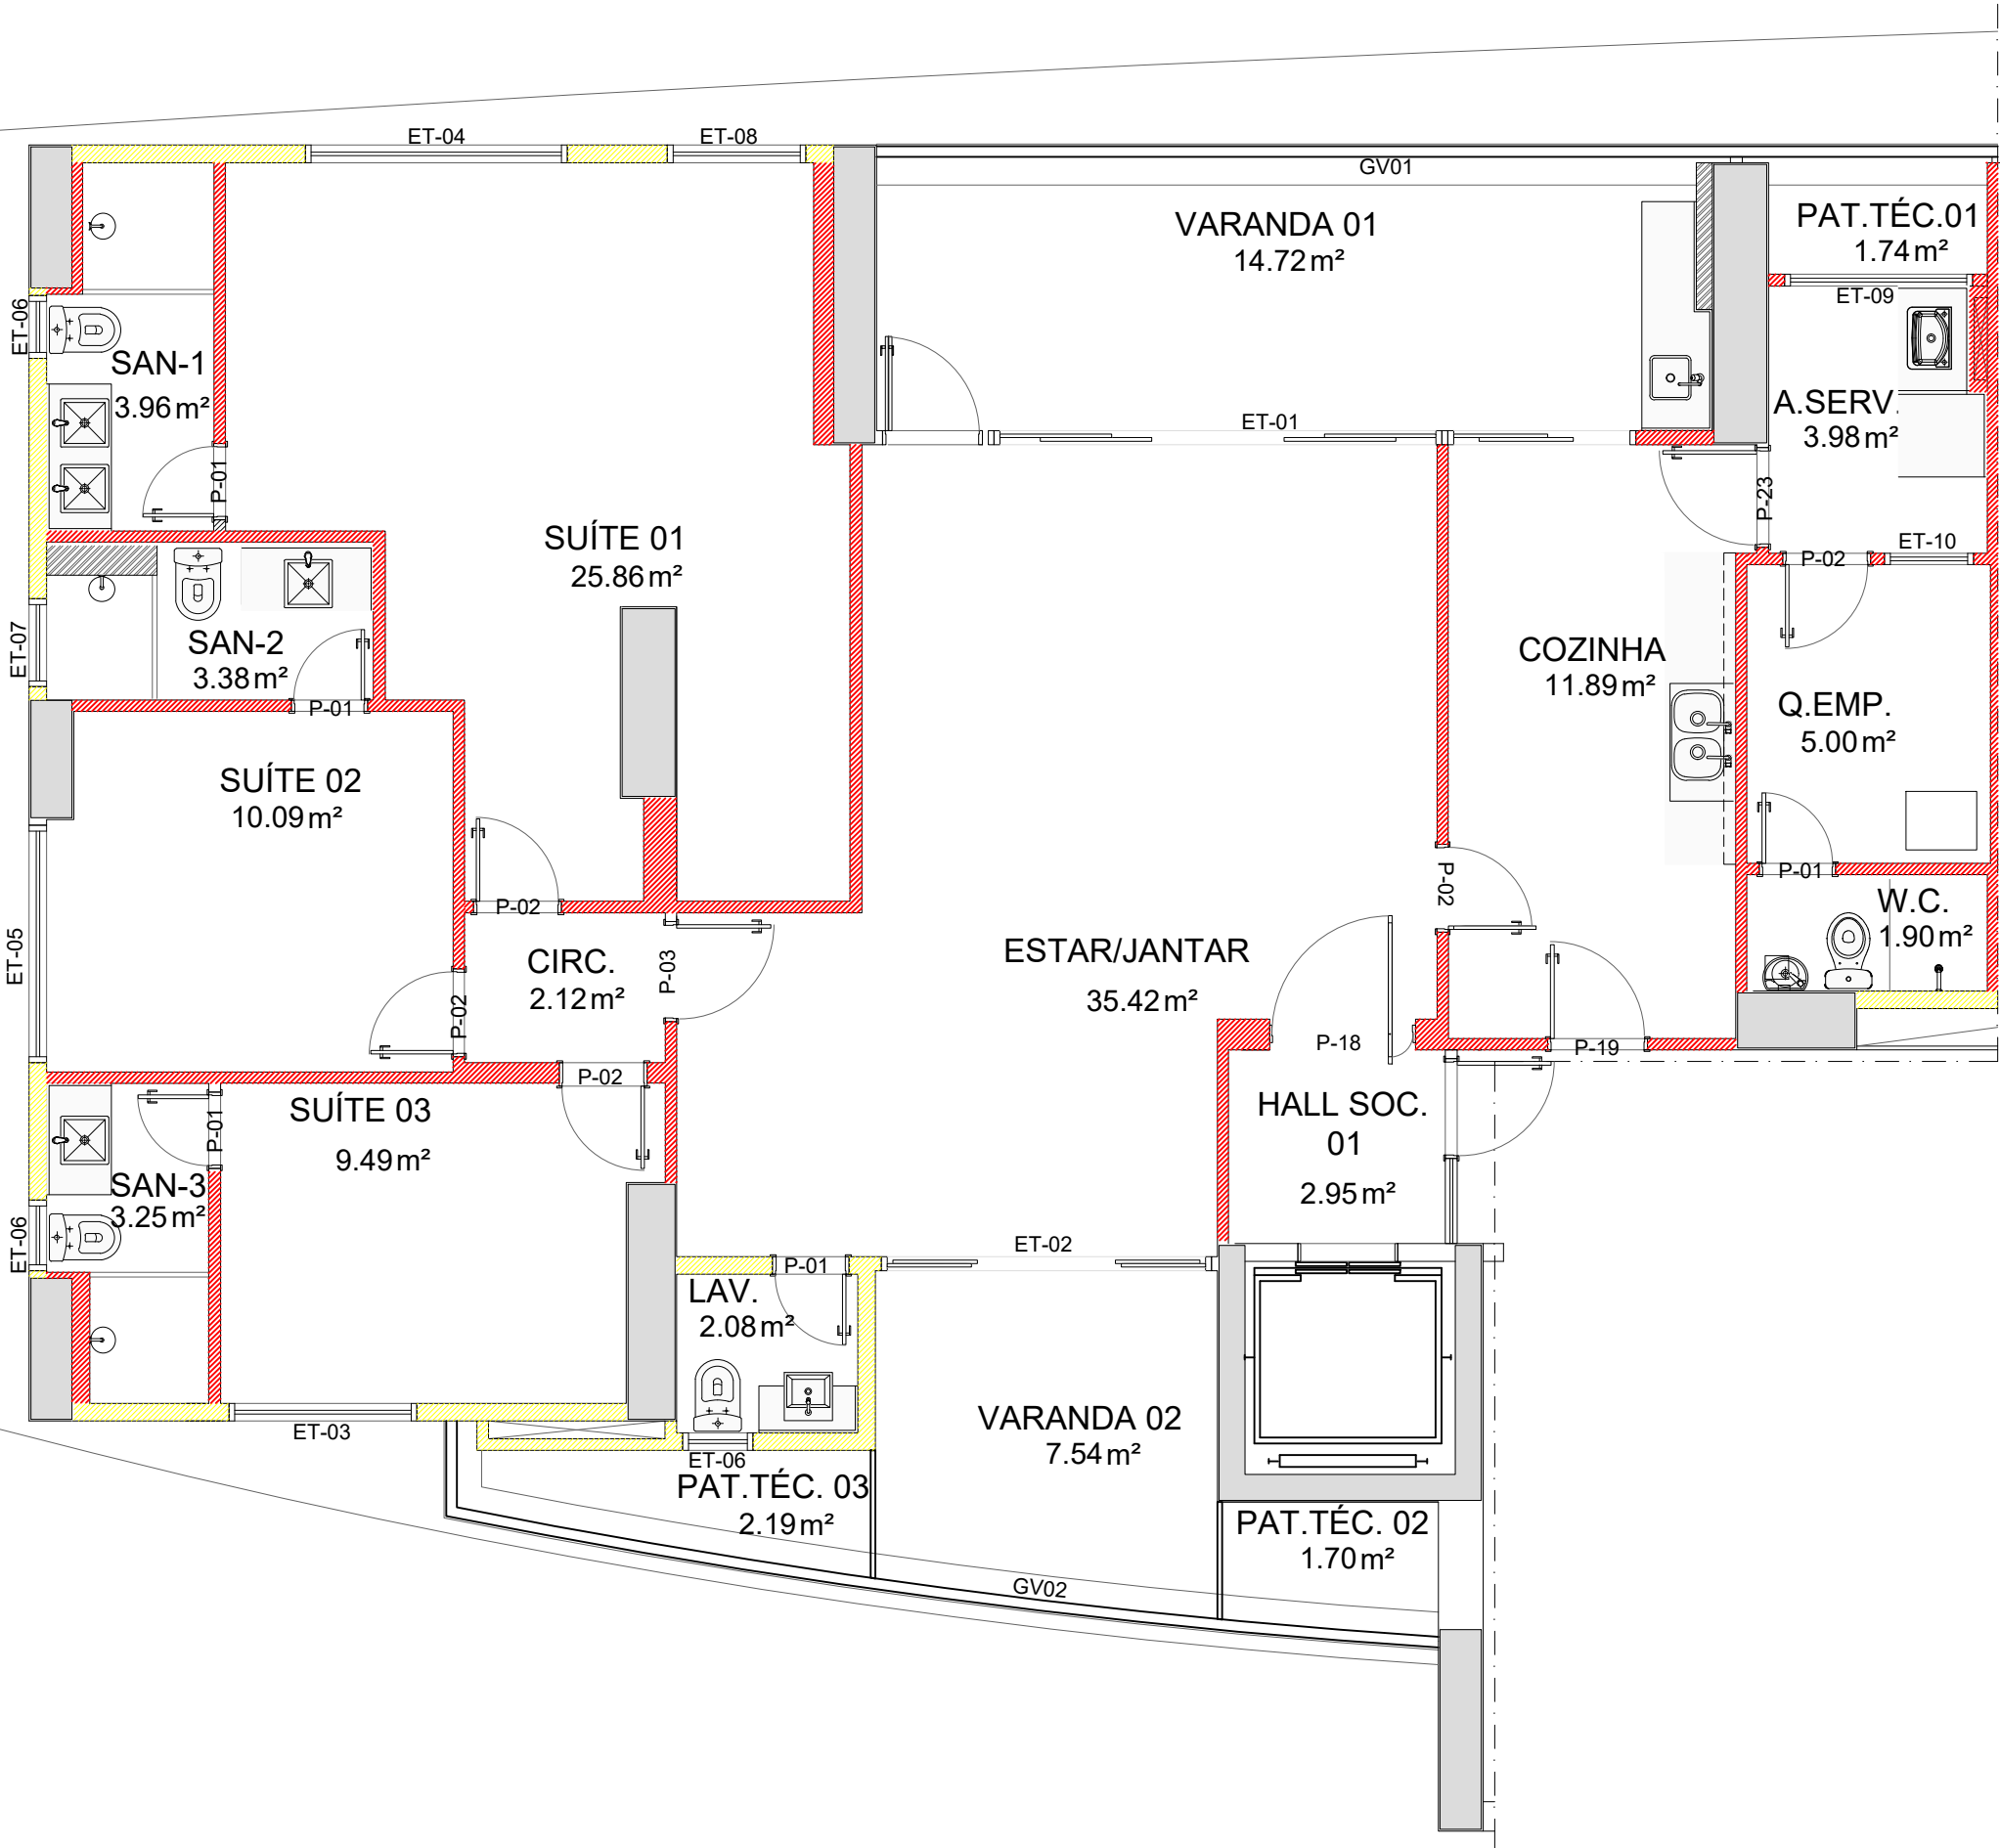 ET-04
ET-08
GV01
VARANDA 01
14.72 m²
PAT.TÉC.01
1.74 m²
ET-09
ET-06
SAN-1
3.96 m²
A.SERV.
3.98 m²
ET-01
P-01
P-23
SUÍTE 01
25.86 m²
ET-10
P-02
ET-07
SAN-2
3.38 m²
COZINHA
11.89 m²
P-01
Q.EMP.
5.00 m²
SUÍTE 02
10.09 m²
P-02
P-02
P-01
W.C.
1.90 m²
ET-05
CIRC.
2.12 m²
P-03
ESTAR/JANTAR
35.42 m²
P-02
P-18
P-19
P-02
SUÍTE 03
9.49 m²
P-01
HALL SOC.
01
2.95 m²
SAN-3
3.25 m²
ET-06
ET-02
P-01
LAV.
2.08 m²
ET-03
VARANDA 02
7.54 m²
ET-06
PAT.TÉC. 03
2.19 m²
PAT.TÉC. 02
1.70 m²
GV02